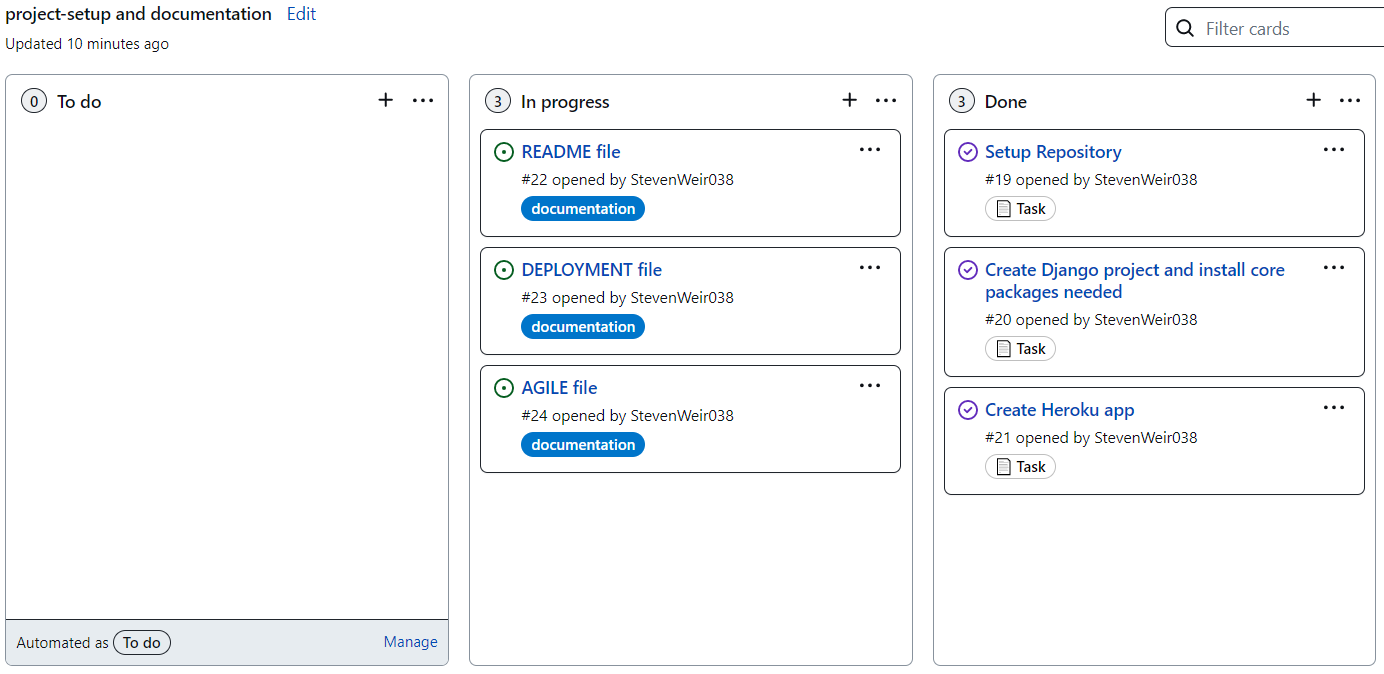 project-setup and documentation Edit
Updated 10 minutes ago
Filter cards
0 To do
3 In progress
README file
#22 opened by StevenWeir038
documentation
DEPLOYMENT file
#23 opened by StevenWeir038
documentation
AGILE file
#24 opened by StevenWeir038
documentation
3 Done
Setup Repository
#19 opened by StevenWeir038
Task
Create Django project and install core
packages needed
#20 opened by StevenWeir038
Task
Create Heroku app
#21 opened by StevenWeir038
Task
Automated as To do Manage